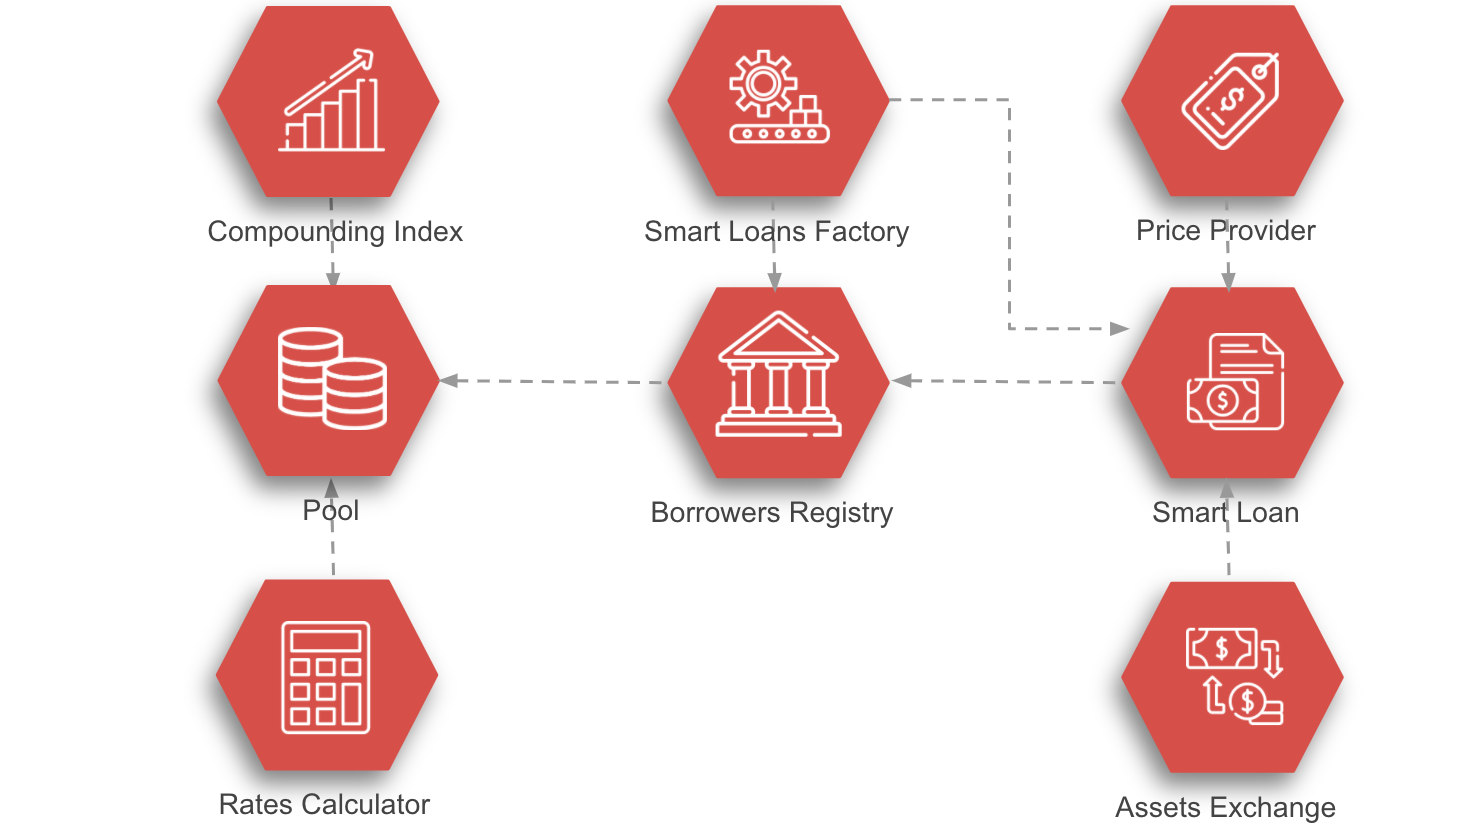 Compounding Index
Smart Loans Factory
Price Provider
Pool
Borrowers Registry
Smart Loan
Rates Calculator
Assets Exchange